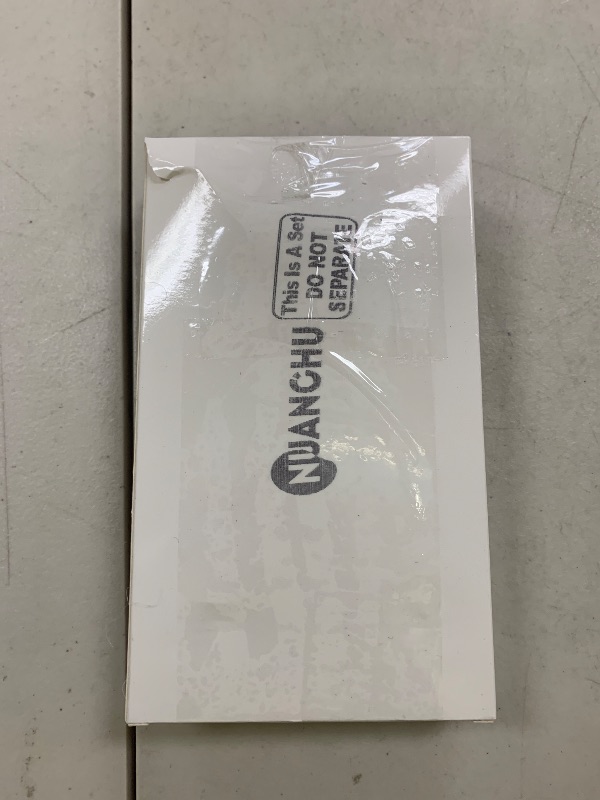 This Is A Set
DO NOT
SEPARATE
NUANCHU